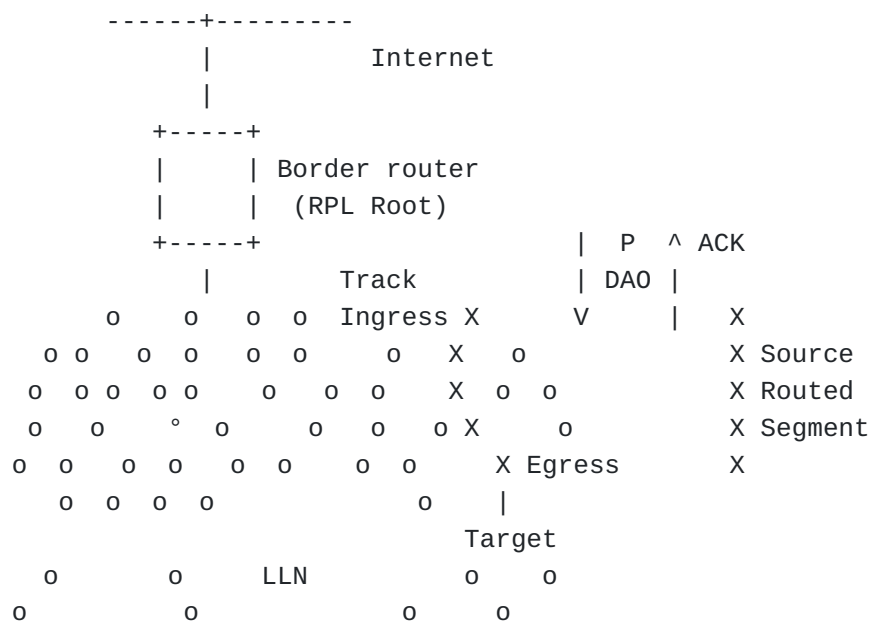 ------+---------
|          Internet
|
+-----+
|     | Border router
|     |  (RPL Root)
+-----+                    |  P  ^ ACK
|        Track          | DAO |
o    o   o  o  Ingress X      V     |   X
o o   o  o   o  o     o   X   o             X Source
o  o o  o o    o   o  o    X  o  o           X Routed
o   o    °  o     o   o   o X     o          X Segment
o  o   o  o   o  o    o  o     X Egress       X
o  o  o  o             o    |
Target
o       o     LLN          o    o
o          o             o     o